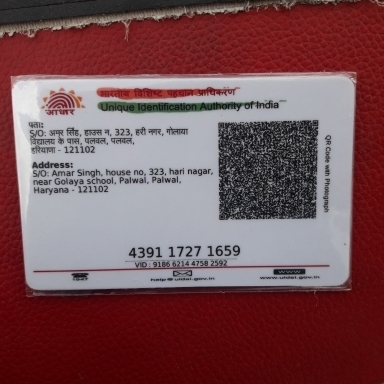 भारतीय विशिष्ट पहचान प्राधिकरण
Unique Identification Authority of India
आधार
पता:
S/O: अमर सिंह, हाउस न, 323, हरी नगर, गोलाया
विद्यालय के पास, पलवल, पलवल,
हरियाणा - 121102
Address:
S/O: Amar Singh, house no, 323, hari nagar,
near Golaya school, Palwal, Palwal,
Haryana - 121102
QR Code with Photograph
4391 1727 1659
VID : 9186 6214 4758 2592
1947
help@uidai.gov.in
www
www.uidai.gov.in